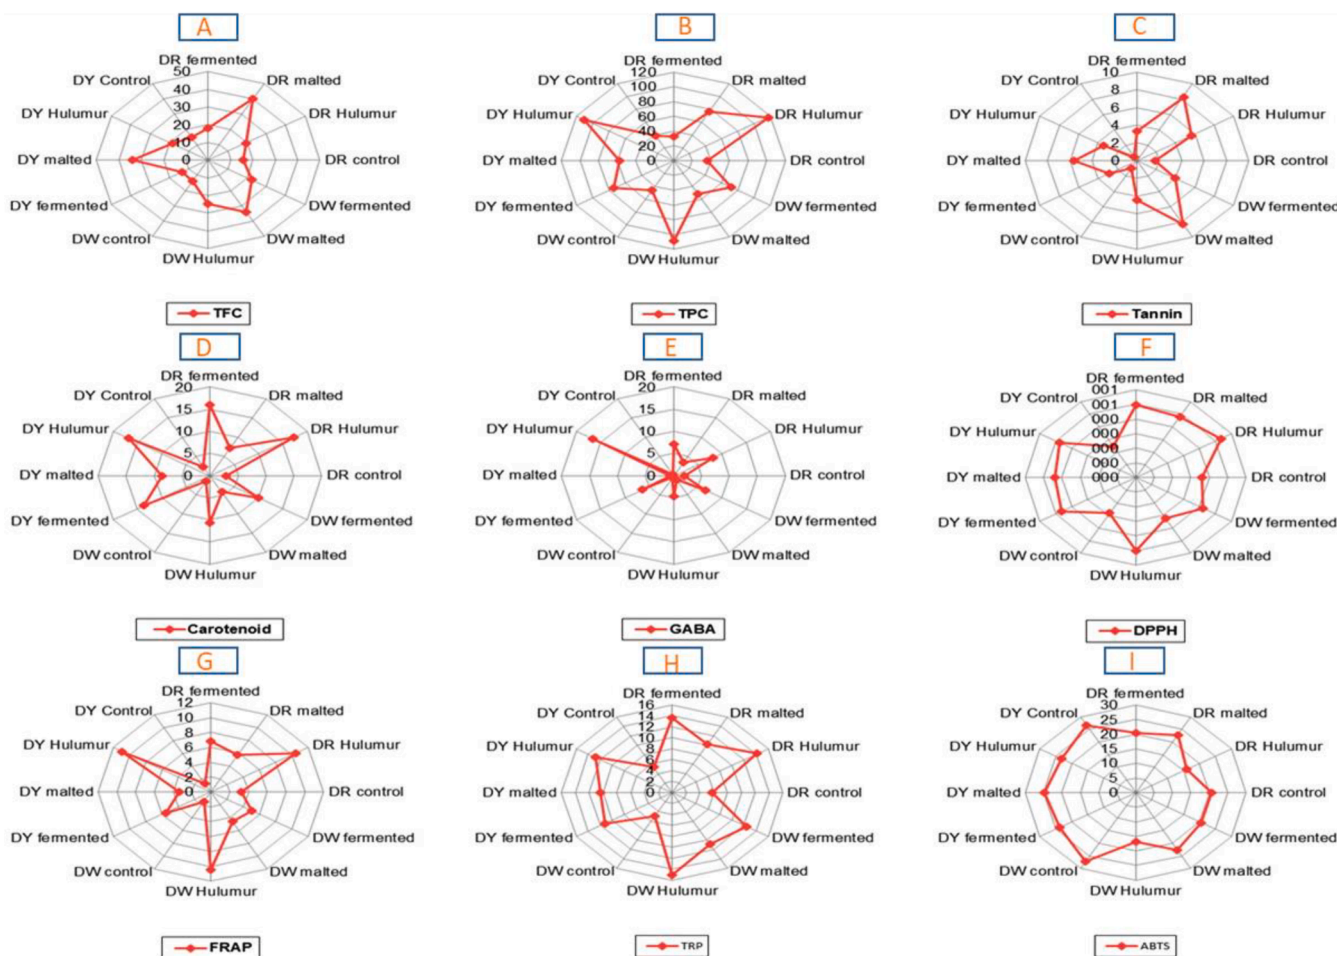 A
DR fermented
DR malted
DR Hulumur
DR control
DW fermented
DW malted
DW Hulumur
DW control
DY fermented
DY malted
DY Hulumur
DY Control
50
40
30
20
10
0
TFC
B
DR fermented
DR malted
DR Hulumur
DR control
DW fermented
DW malted
DW Hulumur
DW control
DY fermented
DY malted
DY Hulumur
DY Control
120
100
80
60
40
20
0
TPC
C
DR fermented
DR malted
DR Hulumur
DR control
DW fermented
DW malted
DW Hulumur
DW control
DY fermented
DY malted
DY Hulumur
DY Control
10
8
6
4
2
0
Tannin
D
DR fermented
DR malted
DR Hulumur
DR control
DW fermented
DW malted
DW Hulumur
DW control
DY fermented
DY malted
DY Hulumur
DY Control
20
15
10
5
0
Carotenoid
E
DR fermented
DR malted
DR Hulumur
DR control
DW fermented
DW malted
DW Hulumur
DW control
DY fermented
DY malted
DY Hulumur
DY Control
20
15
10
5
0
GABA
F
DR fermented
DR malted
DR Hulumur
DR control
DW fermented
DW malted
DW Hulumur
DW control
DY fermented
DY malted
DY Hulumur
DY Control
001
001
000
000
000
000
000
DPPH
G
DR fermented
DR malted
DR Hulumur
DR control
DW fermented
DW malted
DW Hulumur
DW control
DY fermented
DY malted
DY Hulumur
DY Control
12
10
8
6
4
2
0
FRAP
H
DR fermented
DR malted
DR Hulumur
DR control
DW fermented
DW malted
DW Hulumur
DW control
DY fermented
DY malted
DY Hulumur
DY Control
16
14
12
10
8
6
4
2
0
TRP
I
DR fermented
DR malted
DR Hulumur
DR control
DW fermented
DW malted
DW Hulumur
DW control
DY fermented
DY malted
DY Hulumur
DY Control
30
25
20
15
10
5
0
ABTS